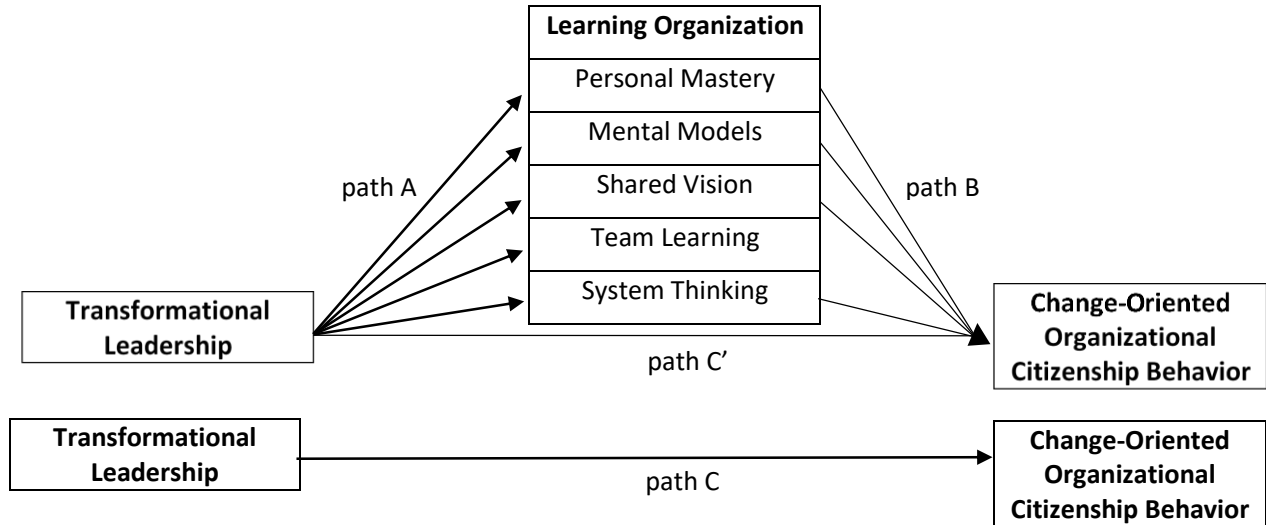 Learning Organization
Personal Mastery
Mental Models
path A
path B
Shared Vision
Team Learning
System Thinking
Transformational
Leadership
Change-Oriented
Organizational
Citizenship Behavior
path C’
Transformational
Leadership
Change-Oriented
Organizational
Citizenship Behavior
path C